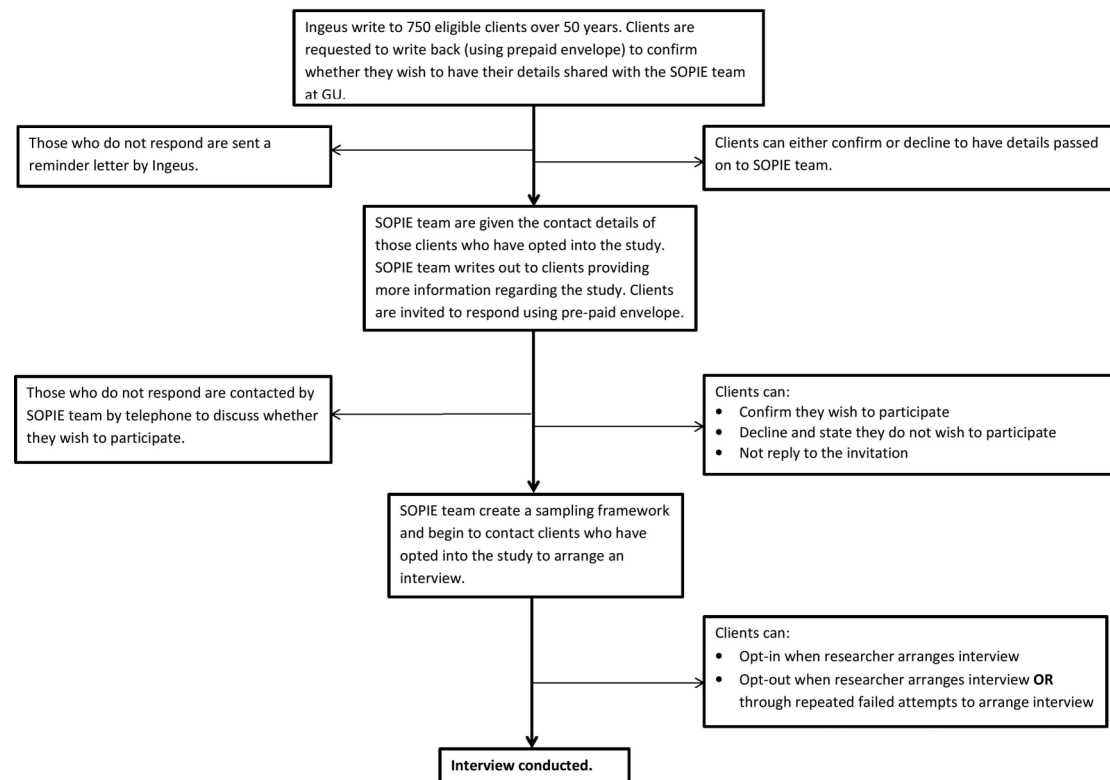 Ingeus write to 750 eligible clients over 50 years. Clients are
requested to write back (using prepaid envelope) to confirm
whether they wish to have their details shared with the SOPIE team
at GU.
Those who do not respond are sent a
reminder letter by Ingeus.
Clients can either confirm or decline to have details passed
on to SOPIE team.
SOPIE team are given the contact details of
those clients who have opted into the study.
SOPIE team writes out to clients providing
more information regarding the study. Clients
are invited to respond using pre-paid envelope.
Those who do not respond are contacted by
SOPIE team by telephone to discuss whether
they wish to participate.
Clients can:
• Confirm they wish to participate
• Decline and state they do not wish to participate
• Not reply to the invitation
SOPIE team create a sampling framework
and begin to contact clients who have
opted into the study to arrange an
interview.
Clients can:
• Opt-in when researcher arranges interview
• Opt-out when researcher arranges interview OR
through repeated failed attempts to arrange interview
Interview conducted.